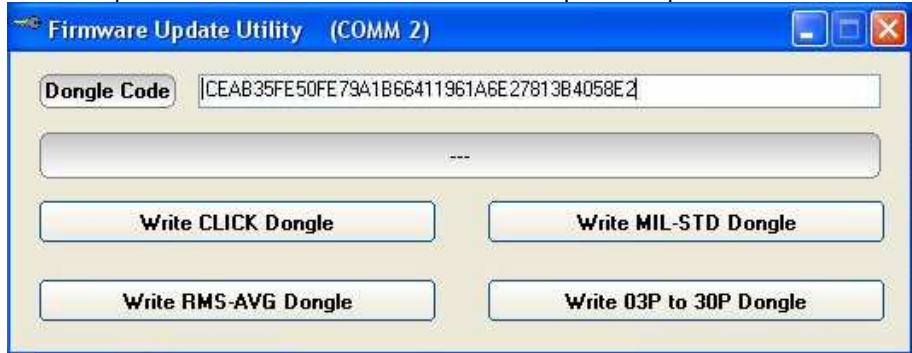 Firmware Update Utility (COMM 2)
Dongle Code CEAB35FE50FE79A1B66411961A6E27813B4058E2
---
Write CLICK Dongle Write MIL-STD Dongle
Write RMS-AVG Dongle Write 03P to 30P Dongle